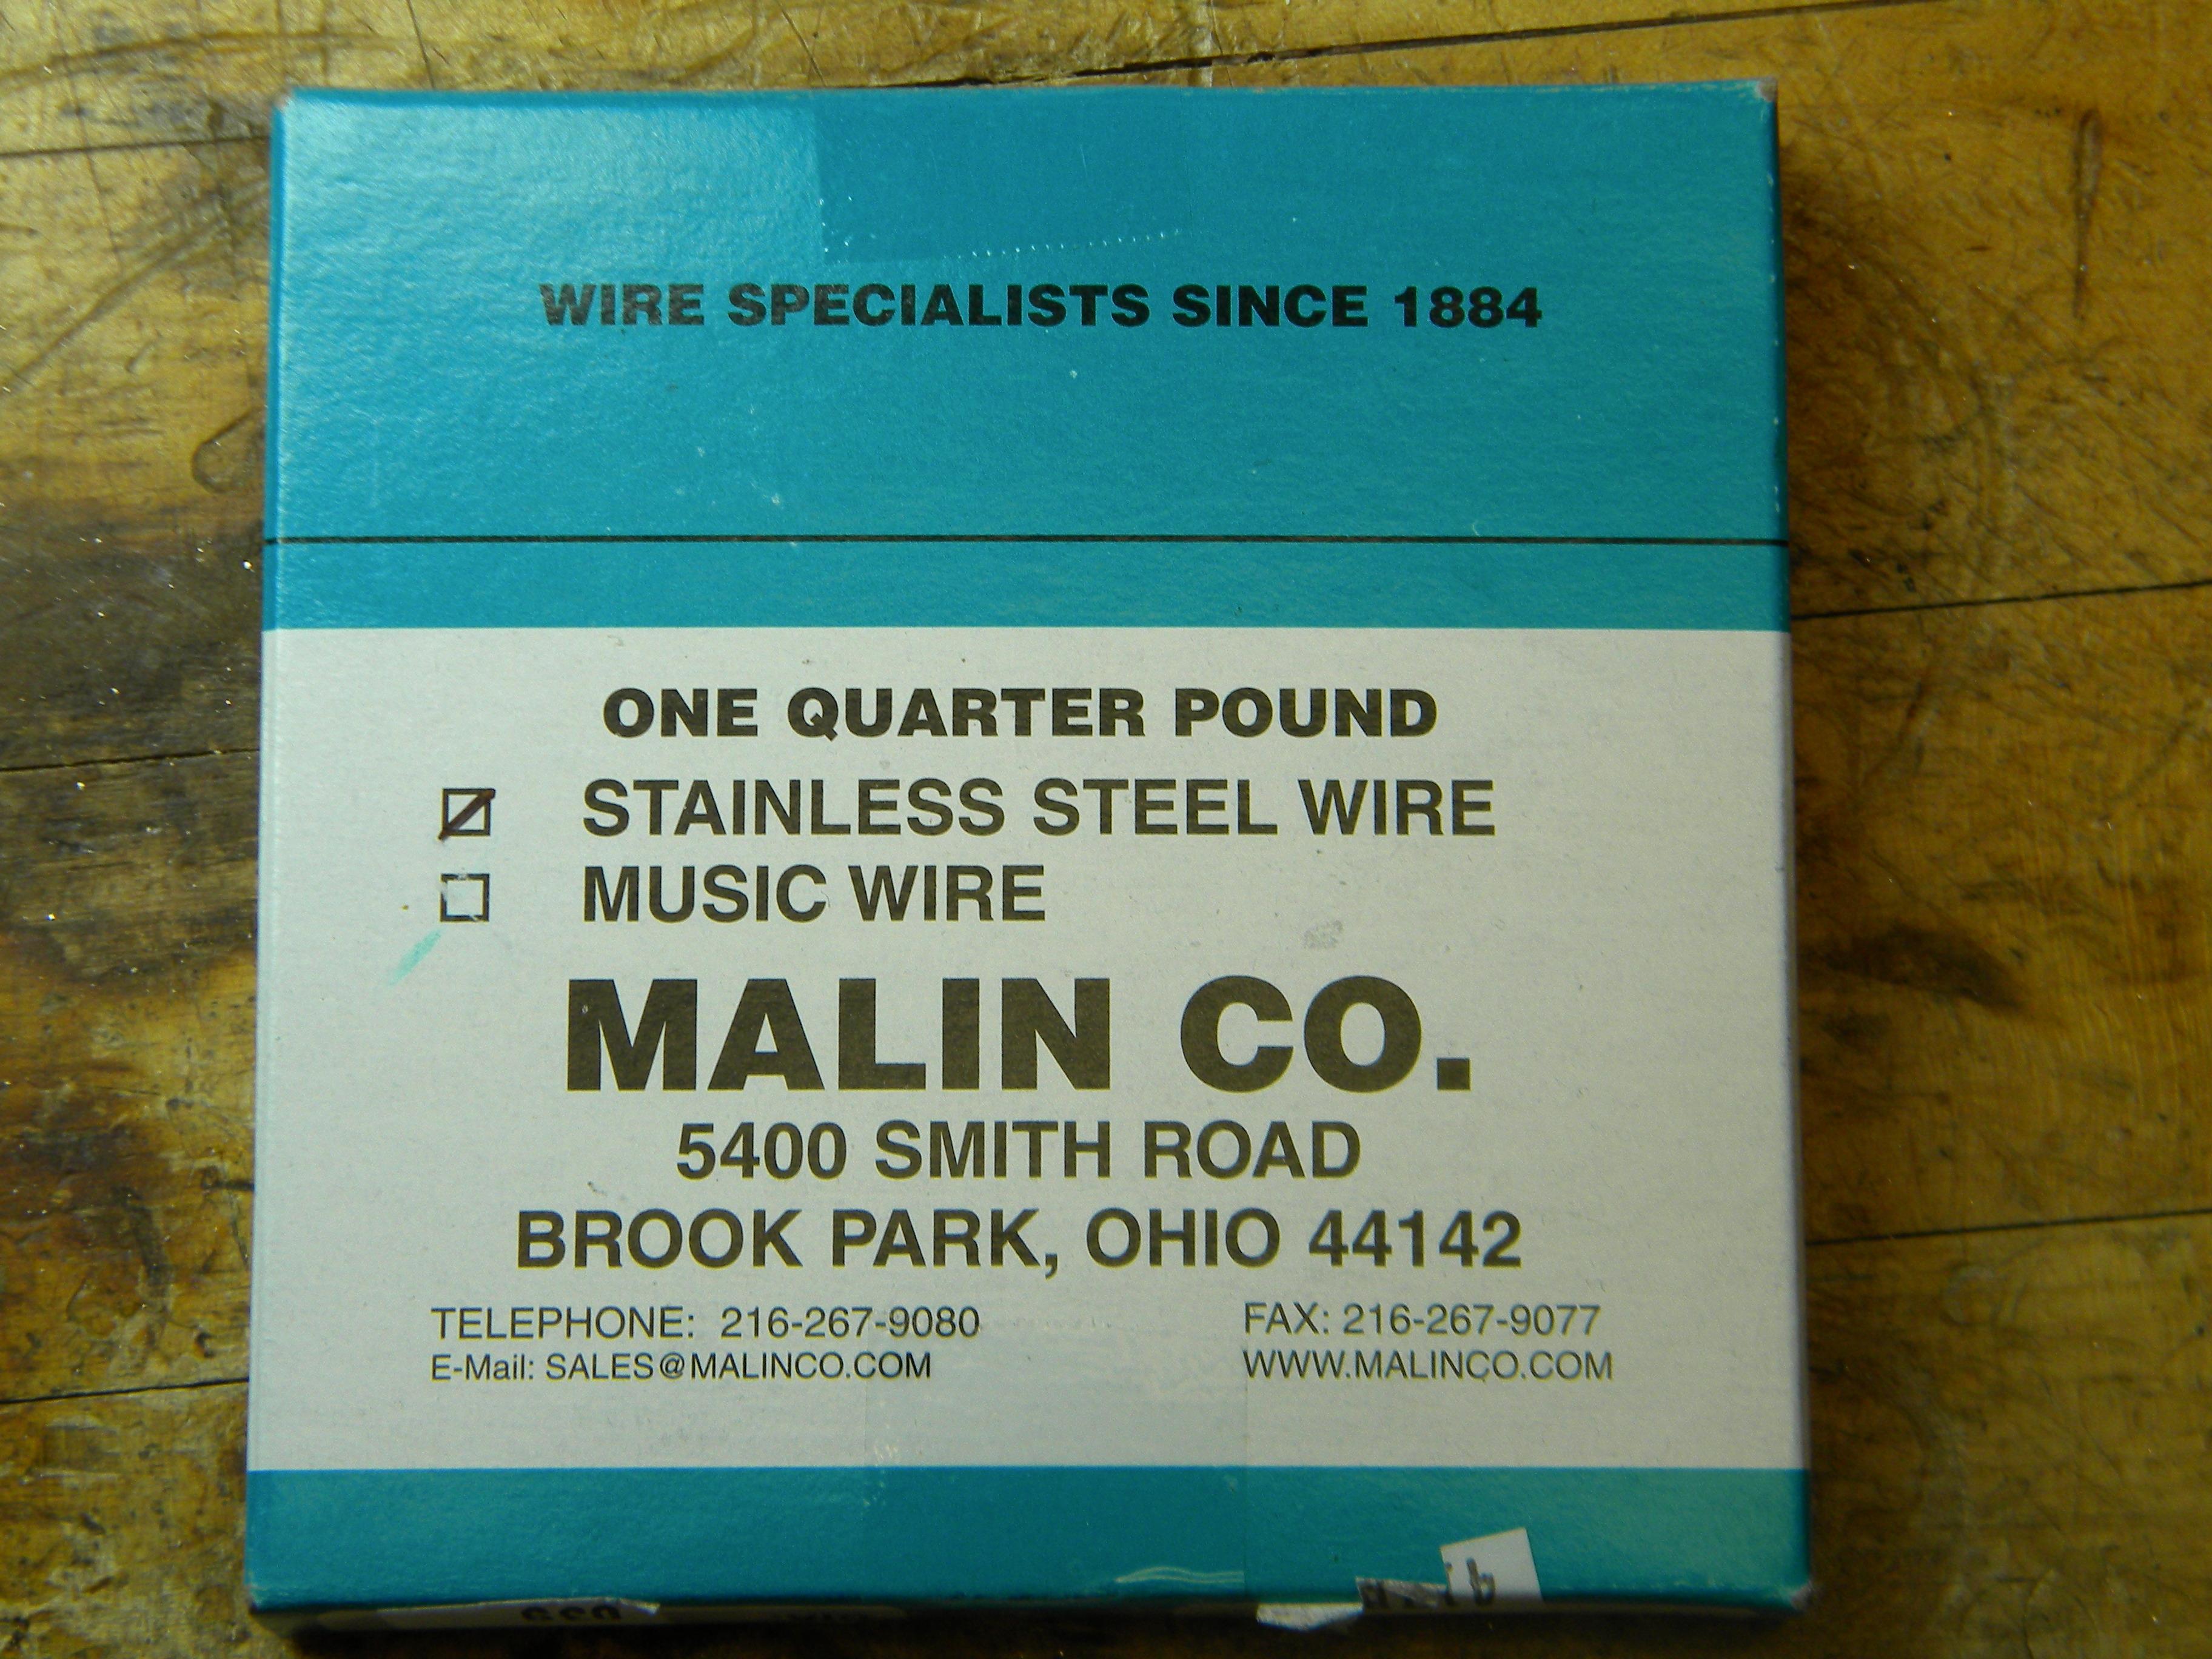 WIRE SPECIALISTS SINCE 1884
ONE QUARTER POUND
STAINLESS STEEL WIRE
MUSIC WIRE
MALIN CO.
5400 SMITH ROAD
BROOK PARK, OHIO 44142
TELEPHONE: 216-267-9080 FAX: 216-267-9077
E-Mail: SALES@MALINCO.COM WWW.MALINCO.COM